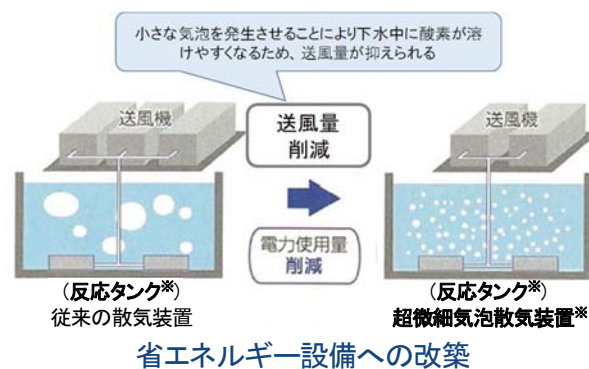 小さな気泡を発生させることにより下水中に酸素が溶
けやすくなるため、送風量が抑えられる
送風機
送風量
削減
送風機
電力使用量
削減
(反応タンク※)
従来の散気装置
(反応タンク※)
超微細気泡散気装置※
省エネルギー設備への改築